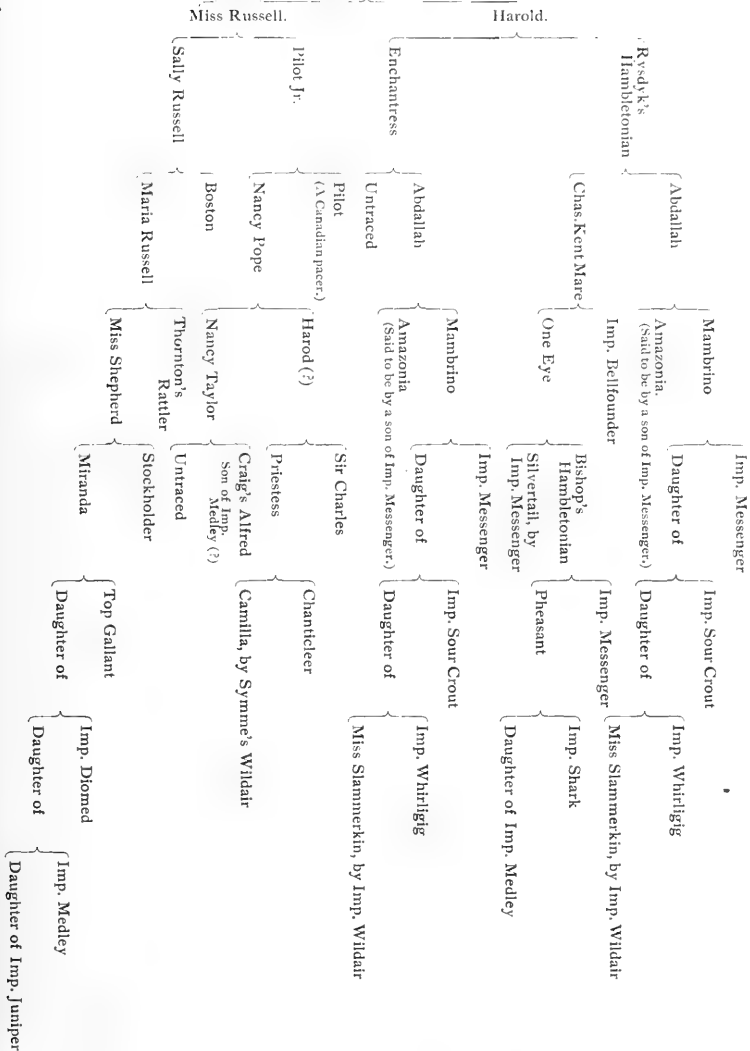 Miss Russell.
Harold.
Rysdyk's
Hambletonian
Enchantress
Pilot Jr.
Sally Russell
Abdallah
Chas. Kent Mare
Abdallah
Untraced
Pilot
(A Canadian pacer.)
Nancy Pope
Boston
Maria Russell
Mambrino
Amazonia.
(Said to be by a son of Imp. Messenger.)
Imp. Bellfounder
One Eye
Mambrino
Amazonia
(Said to be by a son of Imp. Messenger.)
Harod (?)
Nancy Taylor
Thornton's
Rattler
Miss Shepherd
Imp. Messenger
Daughter of
Bishop's
Hambletonian
Silvertail, by
Imp. Messenger
Imp. Messenger
Daughter of
Sir Charles
Priestess
Craig's Alfred
Son of Imp.
Medley (?)
Untraced
Stockholder
Miranda
Imp. Sour Crout
Daughter of
Imp. Messenger
Pheasant
Imp. Sour Crout
Daughter of
Chanticleer
Camilla, by Symme's Wildair
Top Gallant
Daughter of
Imp. Whirligig
Miss Slammerkin, by Imp. Wildair
Imp. Shark
Daughter of Imp. Medley
Imp. Whirligig
Miss Slammerkin, by Imp. Wildair
Imp. Diomed
Daughter of
Imp. Medley
Daughter of Imp. Juniper